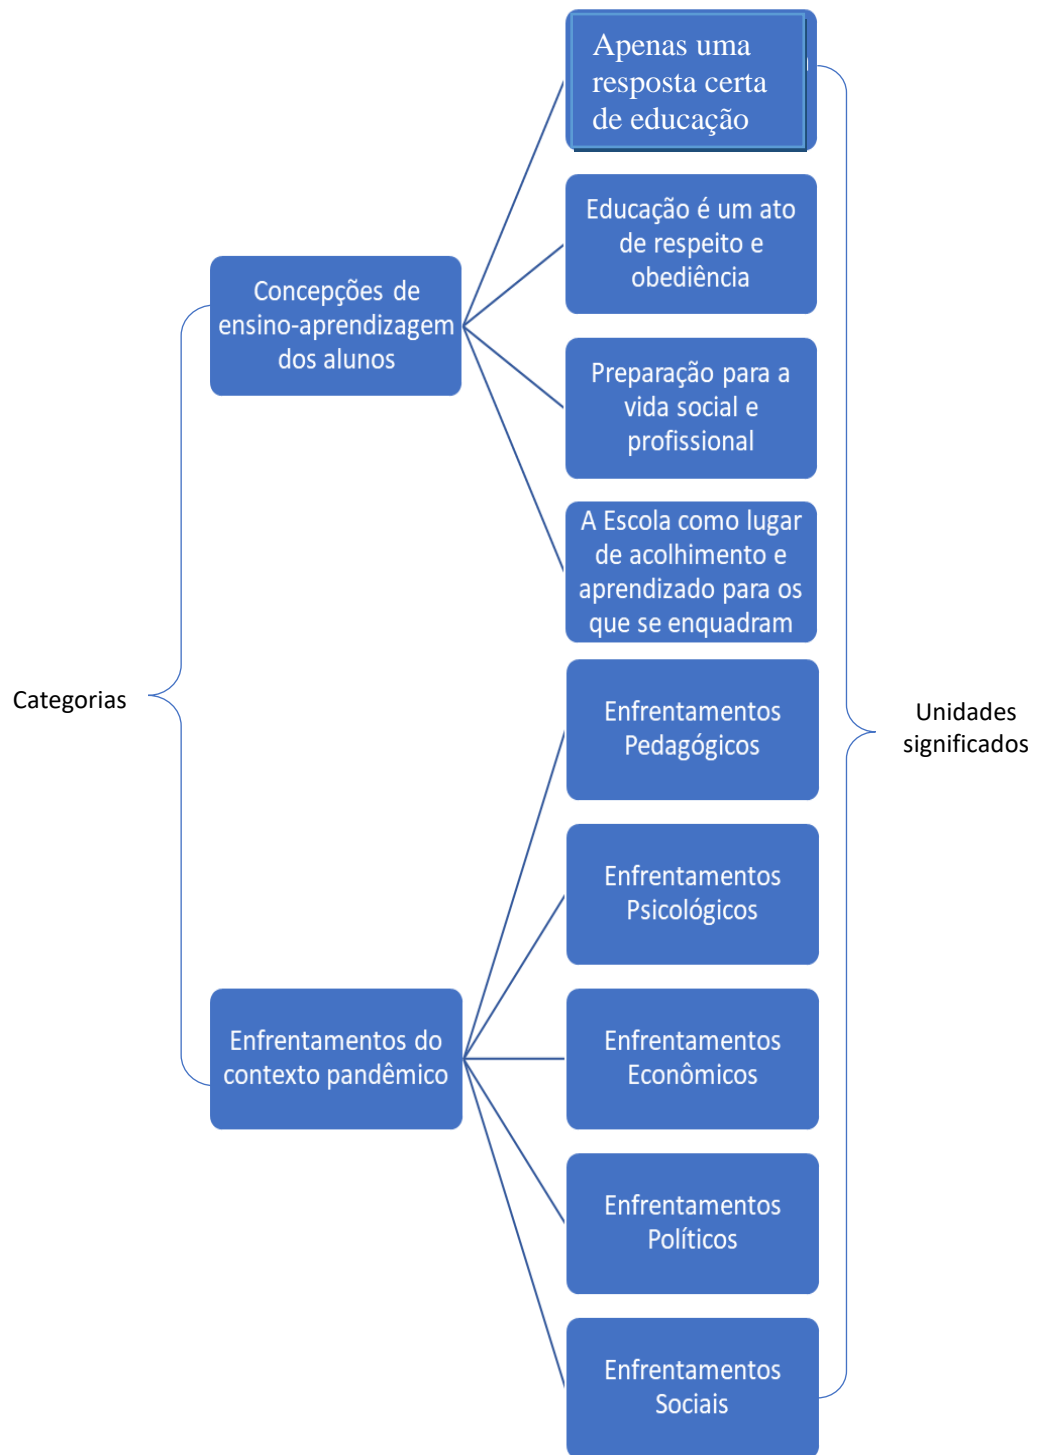 Apenas uma
resposta certa
de educação
Educação é um ato
de respeito e
obediência
Concepções de
ensino-aprendizagem
dos alunos
Preparação para a
vida social e
profissional
A Escola como lugar
de acolhimento e
aprendizado para os
que se enquadram
Categorias
Enfrentamentos
Pedagógicos
Unidades
significados
Enfrentamentos
Psicológicos
Enfrentamentos do
contexto pandêmico
Enfrentamentos
Econômicos
Enfrentamentos
Políticos
Enfrentamentos
Sociais